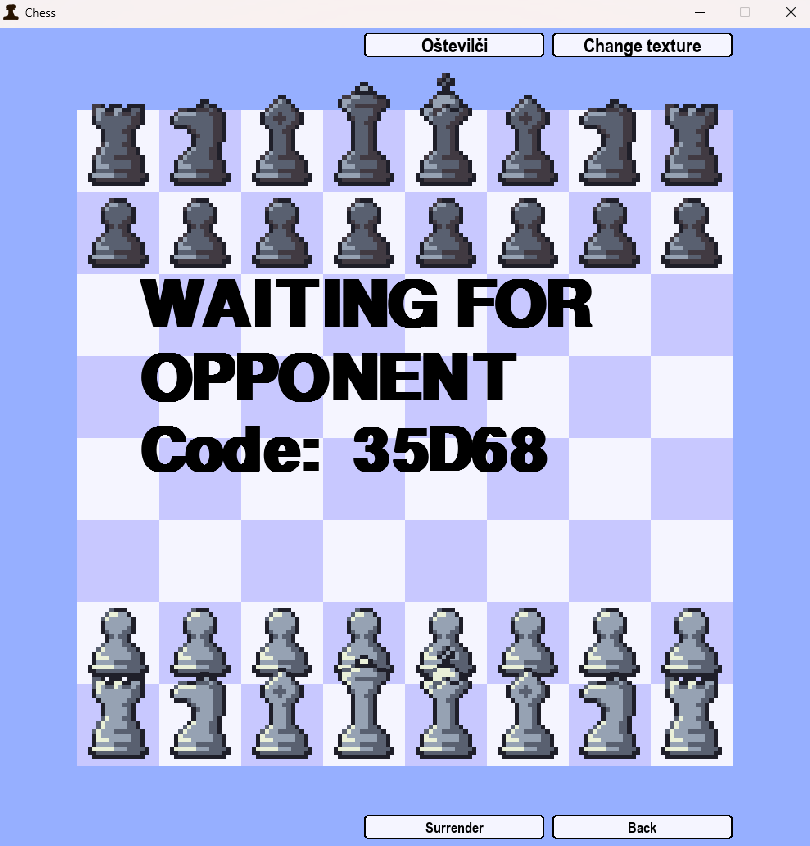 Chess
Oštevilči
Change texture
WAITING FOR
OPPONENT
Code: 35D68
Surrender
Back